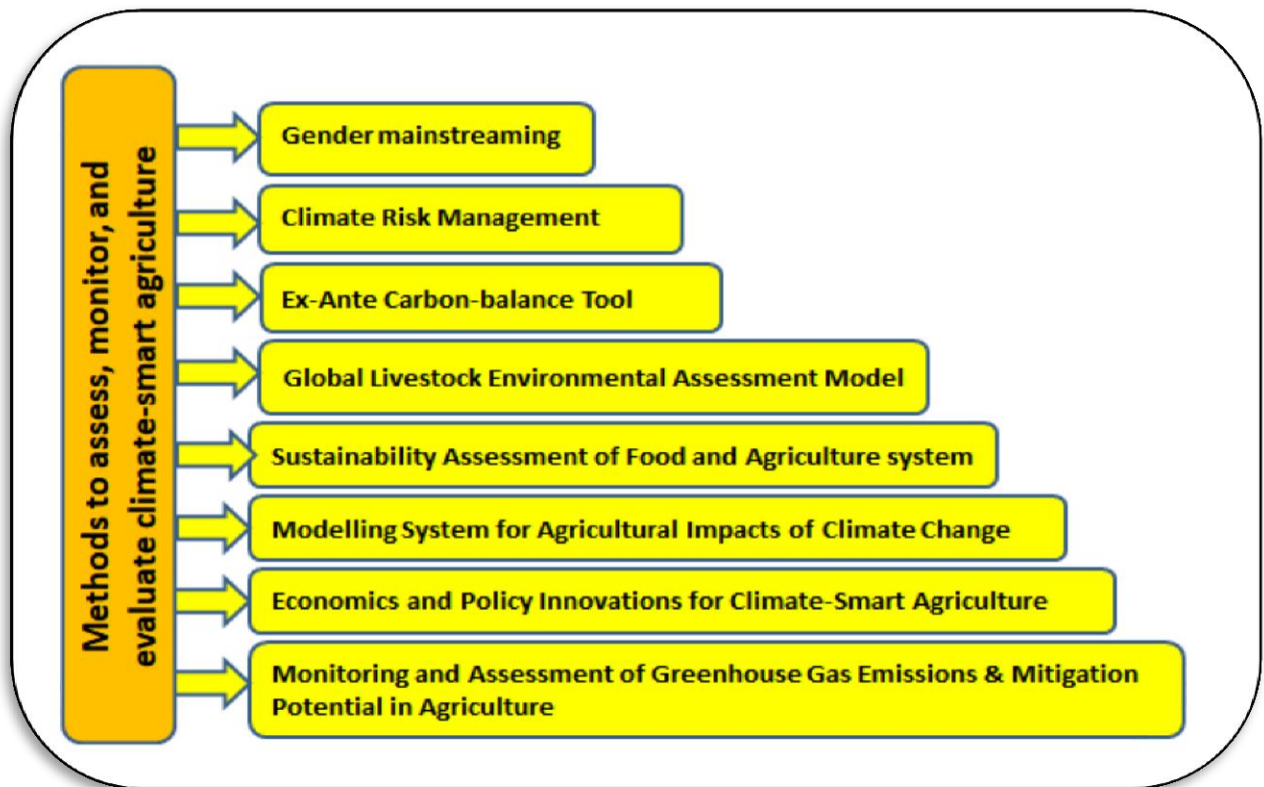 Methods to assess, monitor, and
evaluate climate-smart agriculture
Gender mainstreaming
Climate Risk Management
Ex-Ante Carbon-balance Tool
Global Livestock Environmental Assessment Model
Sustainability Assessment of Food and Agriculture system
Modelling System for Agricultural Impacts of Climate Change
Economics and Policy Innovations for Climate-Smart Agriculture
Monitoring and Assessment of Greenhouse Gas Emissions & Mitigation
Potential in Agriculture